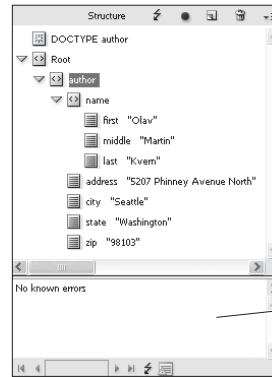 Structure
DOCTYPE author
Root
author
name
first "Olav"
middle "Martin"
last "Kvern"
address "5207 Phinney Avenue North"
city "Seattle"
state "Washington"
zip "98103"
No known errors